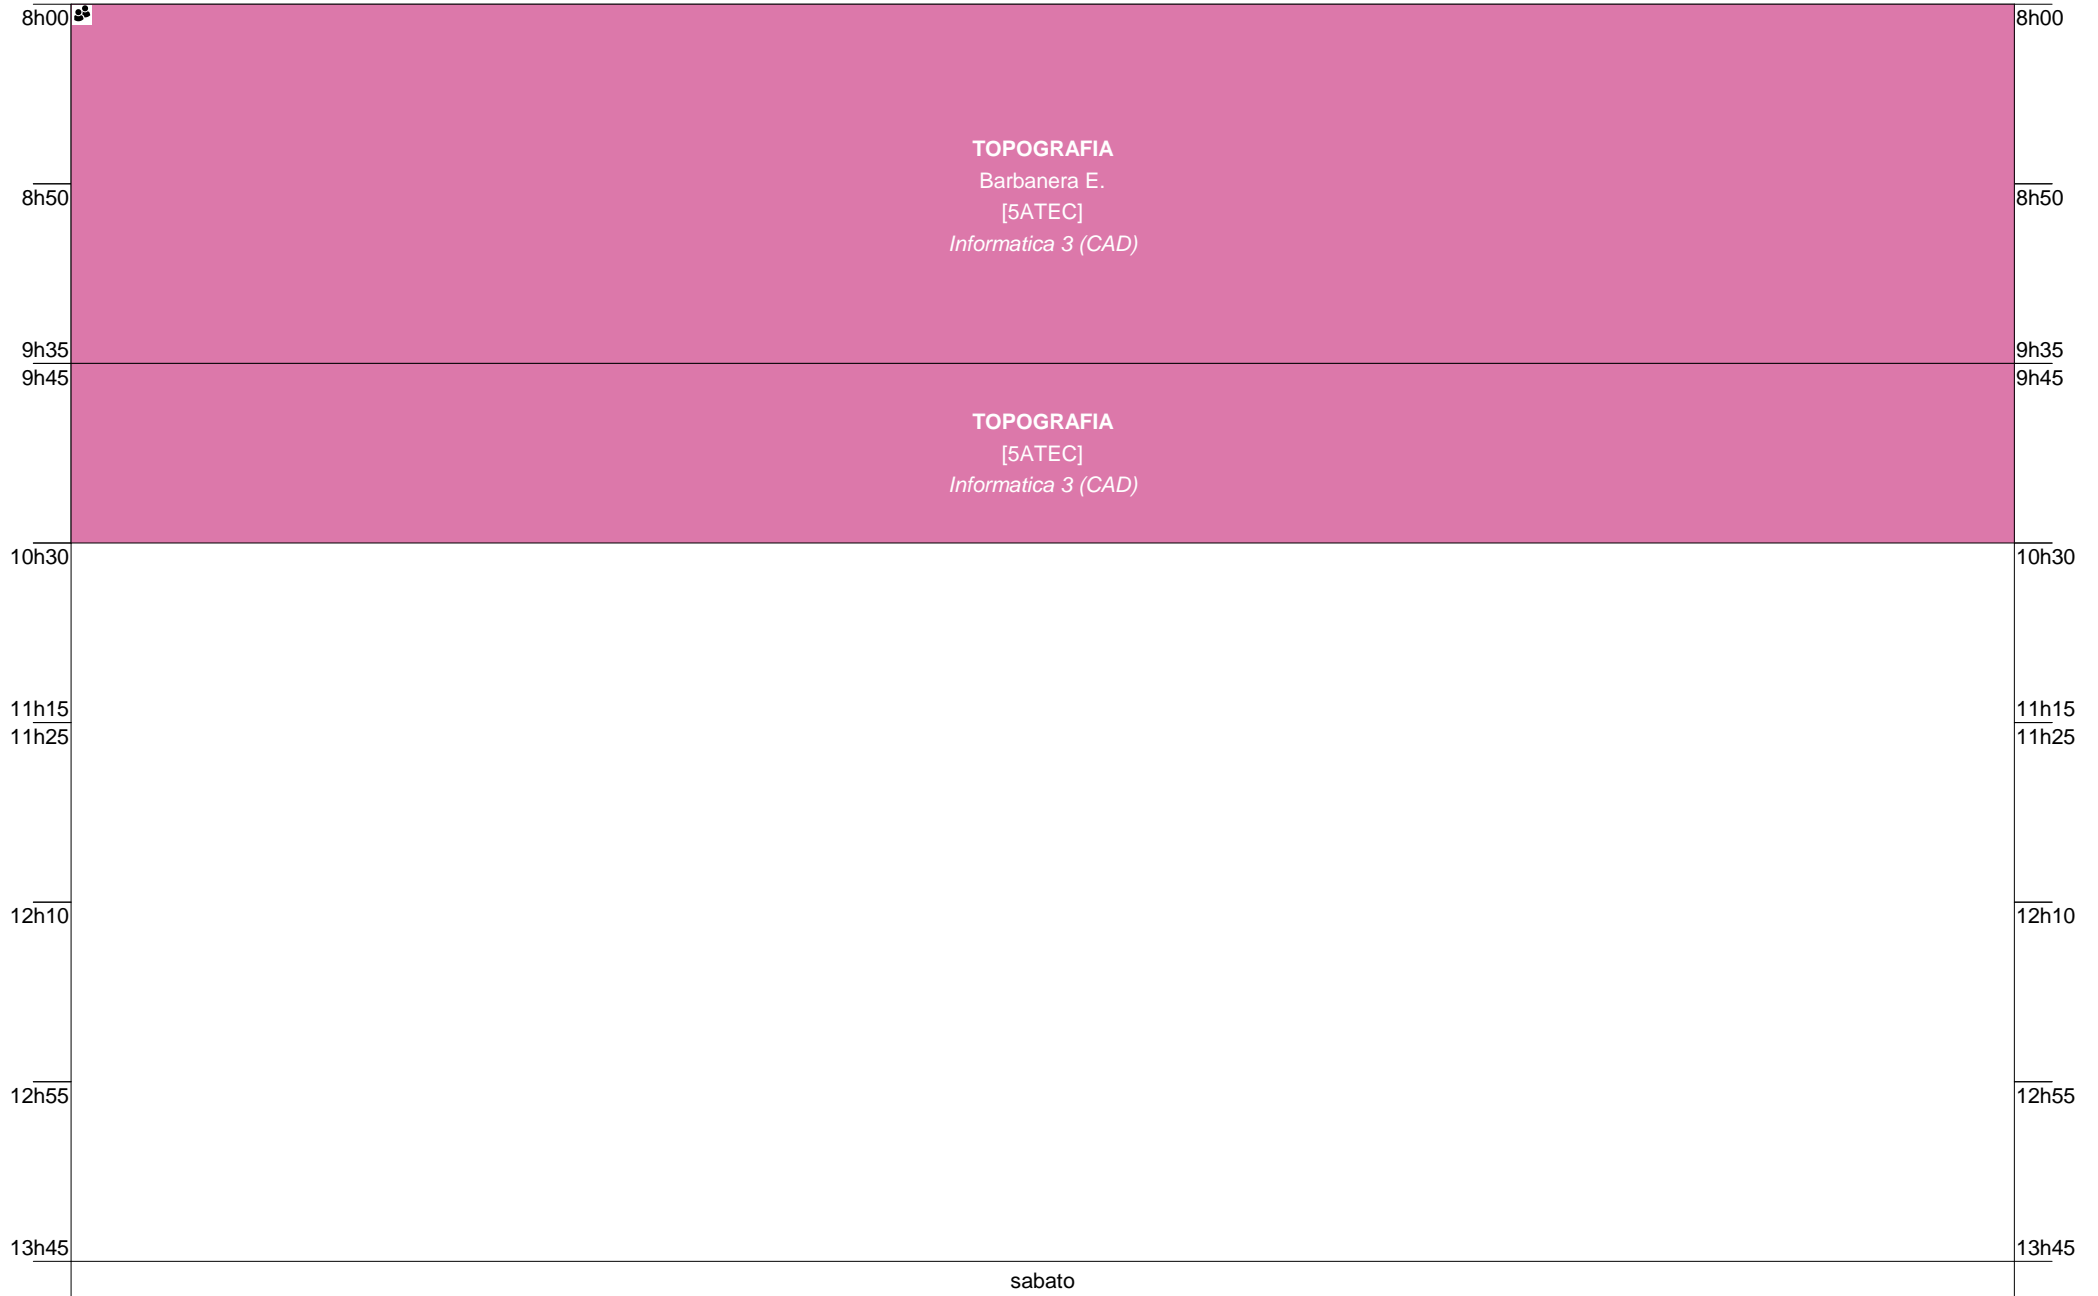 8h00
8h00
TOPOGRAFIA
Barbanera E.
8h50
8h50
[5ATEC]
Informatica 3 (CAD)
9h35
9h35
9h45
9h45
TOPOGRAFIA
[5ATEC]
Informatica 3 (CAD)
10h30
10h30
11h15
11h15
11h25
11h25
12h10
12h10
12h55
12h55
13h45
13h45
sabato